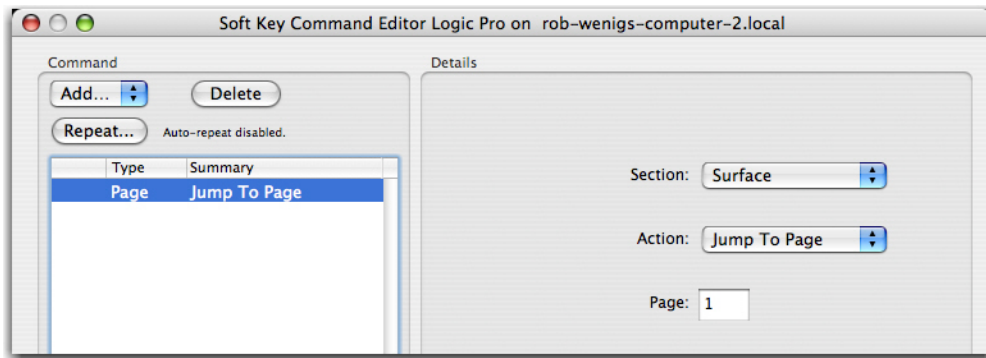 Soft Key Command Editor Logic Pro on rob-wenigs-computer-2.local
Command
Details
Add...
Delete
Repeat...
Auto-repeat disabled.
Type Summary
Page Jump To Page
Section: Surface
Action: Jump To Page
Page: 1